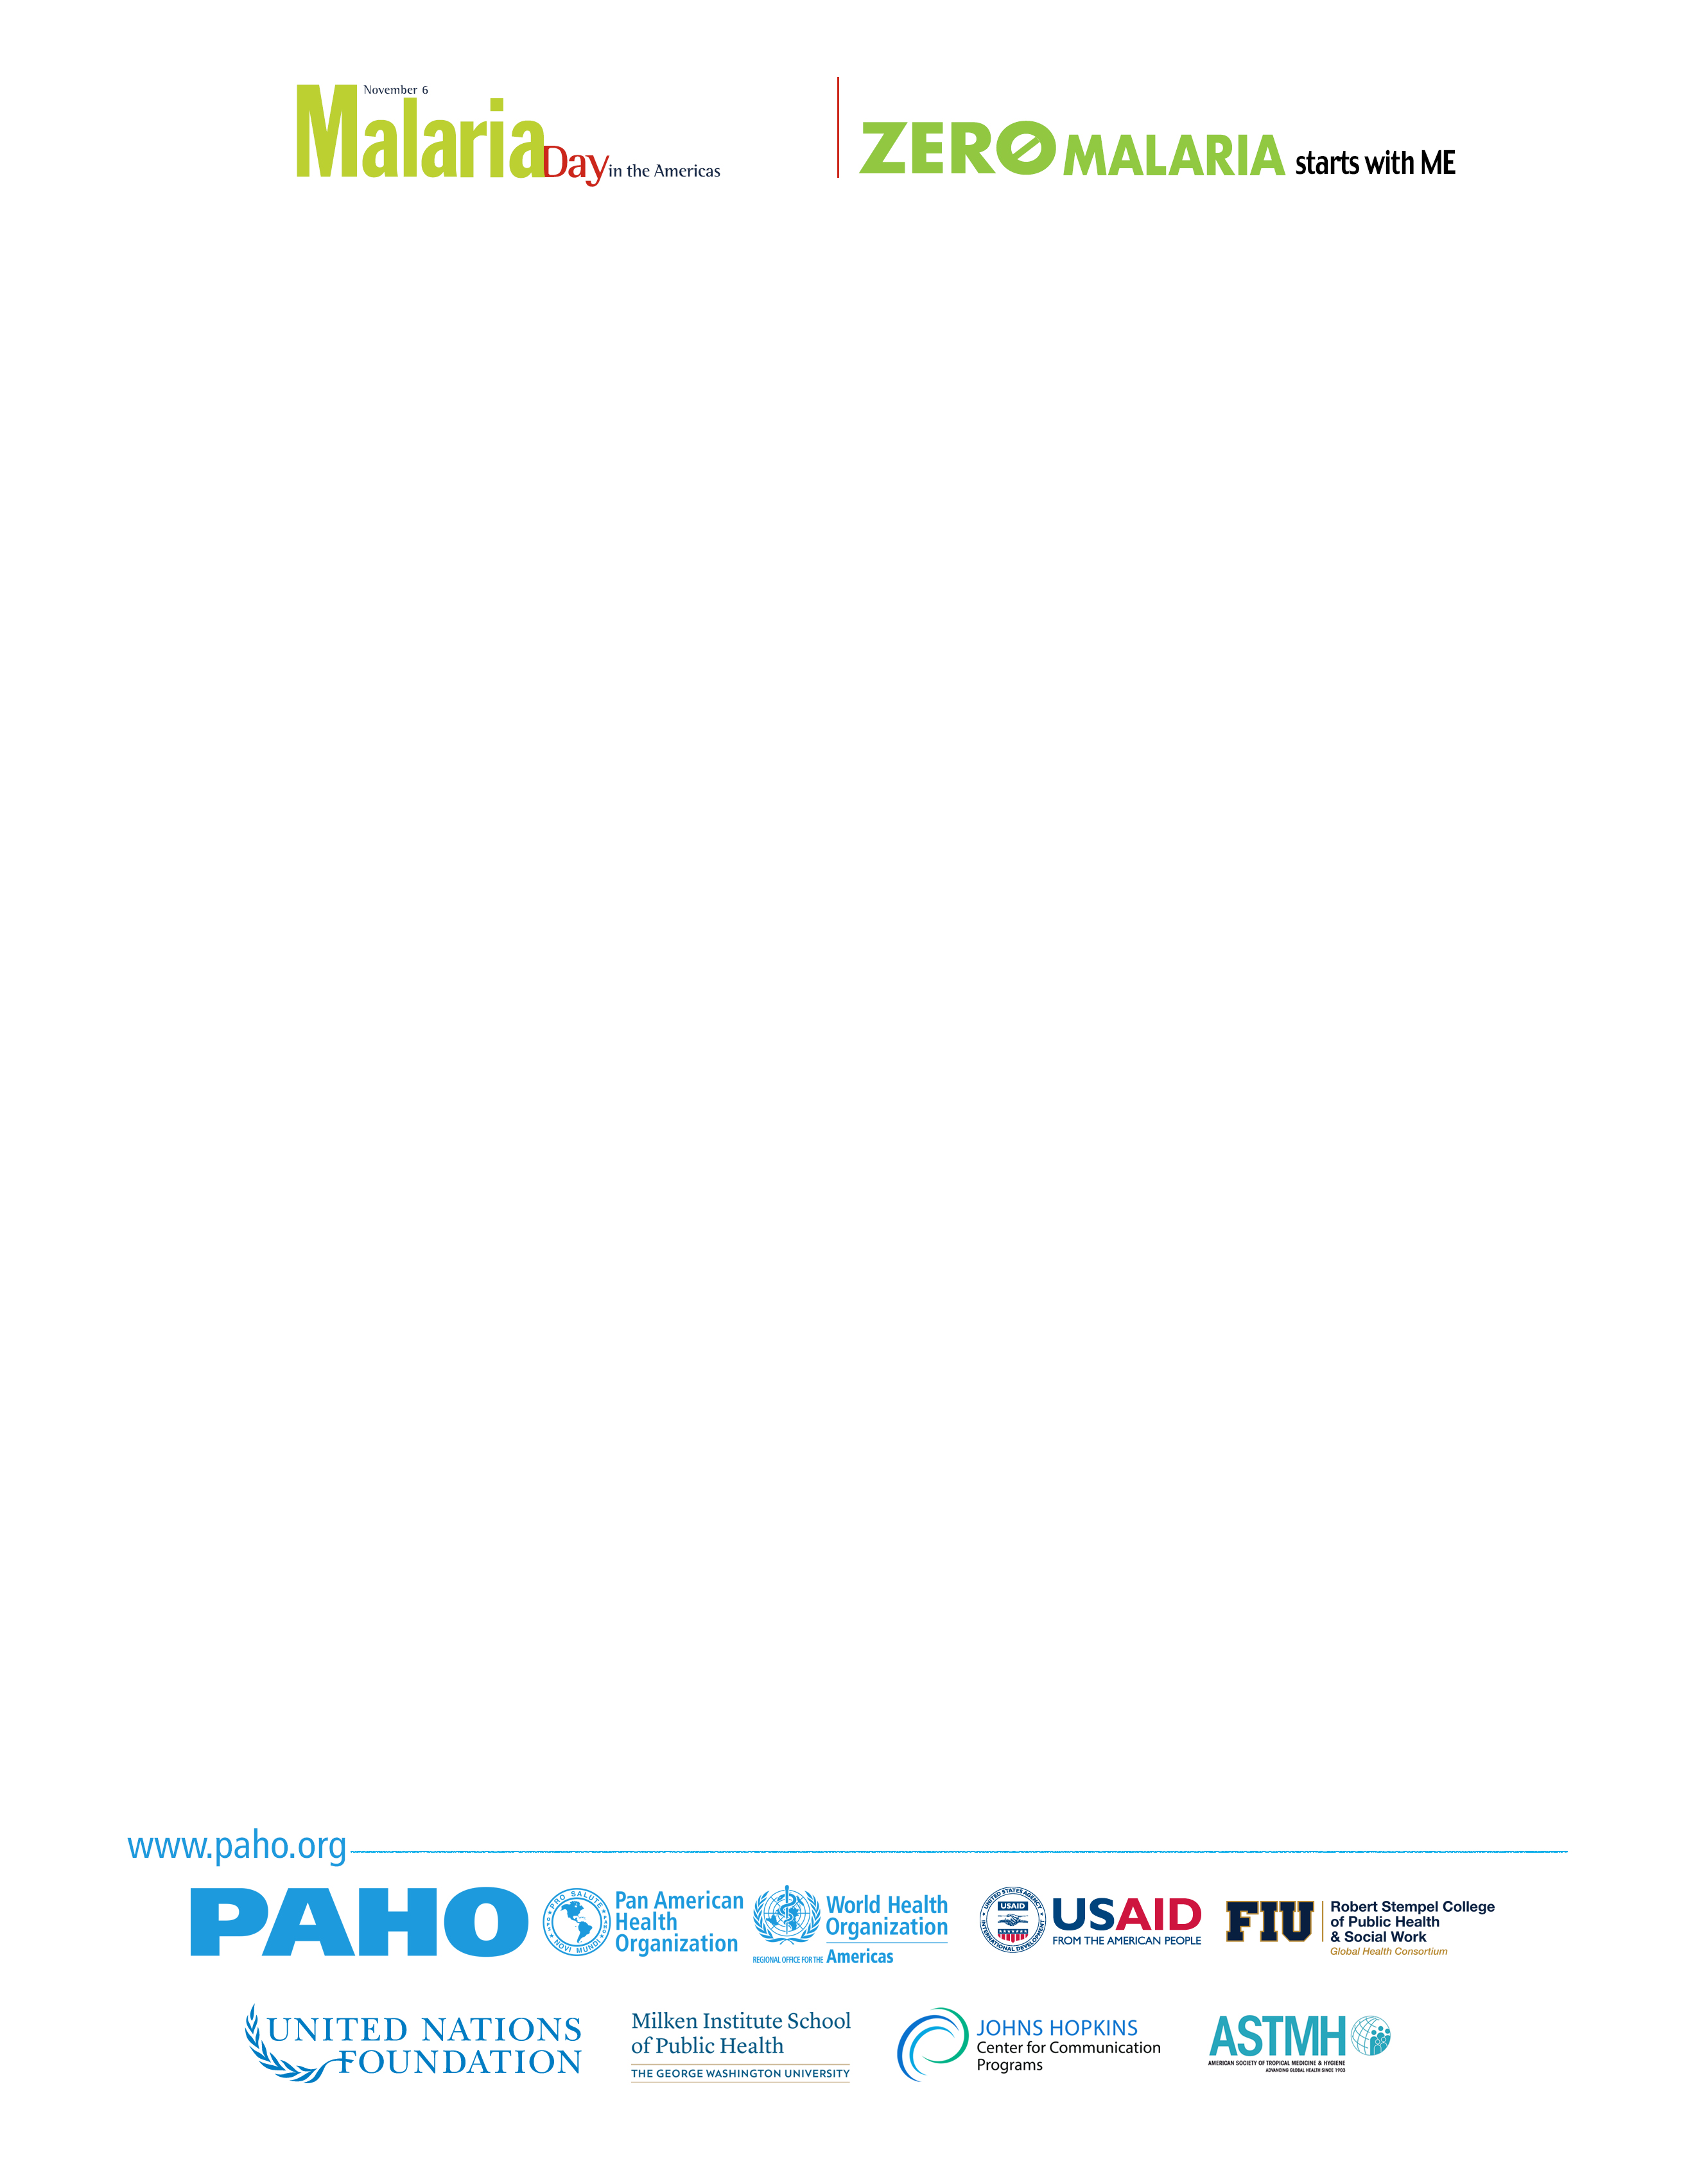 November 6
Malaria Day in the Americas
ZERO MALARIA starts with ME
www.paho.org
PAHO
PRO SALUTE
NOVI MUNDI
Pan American
Health
Organization
World Health
Organization
REGIONAL OFFICE FOR THE Americas
UNITED STATES AGENCY
INTERNATIONAL DEVELOPMENT
USAID
USAID
FROM THE AMERICAN PEOPLE
FIU
Robert Stempel College
of Public Health
& Social Work
Global Health Consortium
UNITED NATIONS
FOUNDATION
Milken Institute School
of Public Health
THE GEORGE WASHINGTON UNIVERSITY
JOHNS HOPKINS
Center for Communication
Programs
ASTMH
AMERICAN SOCIETY OF TROPICAL MEDICINE & HYGIENE
ADVANCING GLOBAL HEALTH SINCE 1903